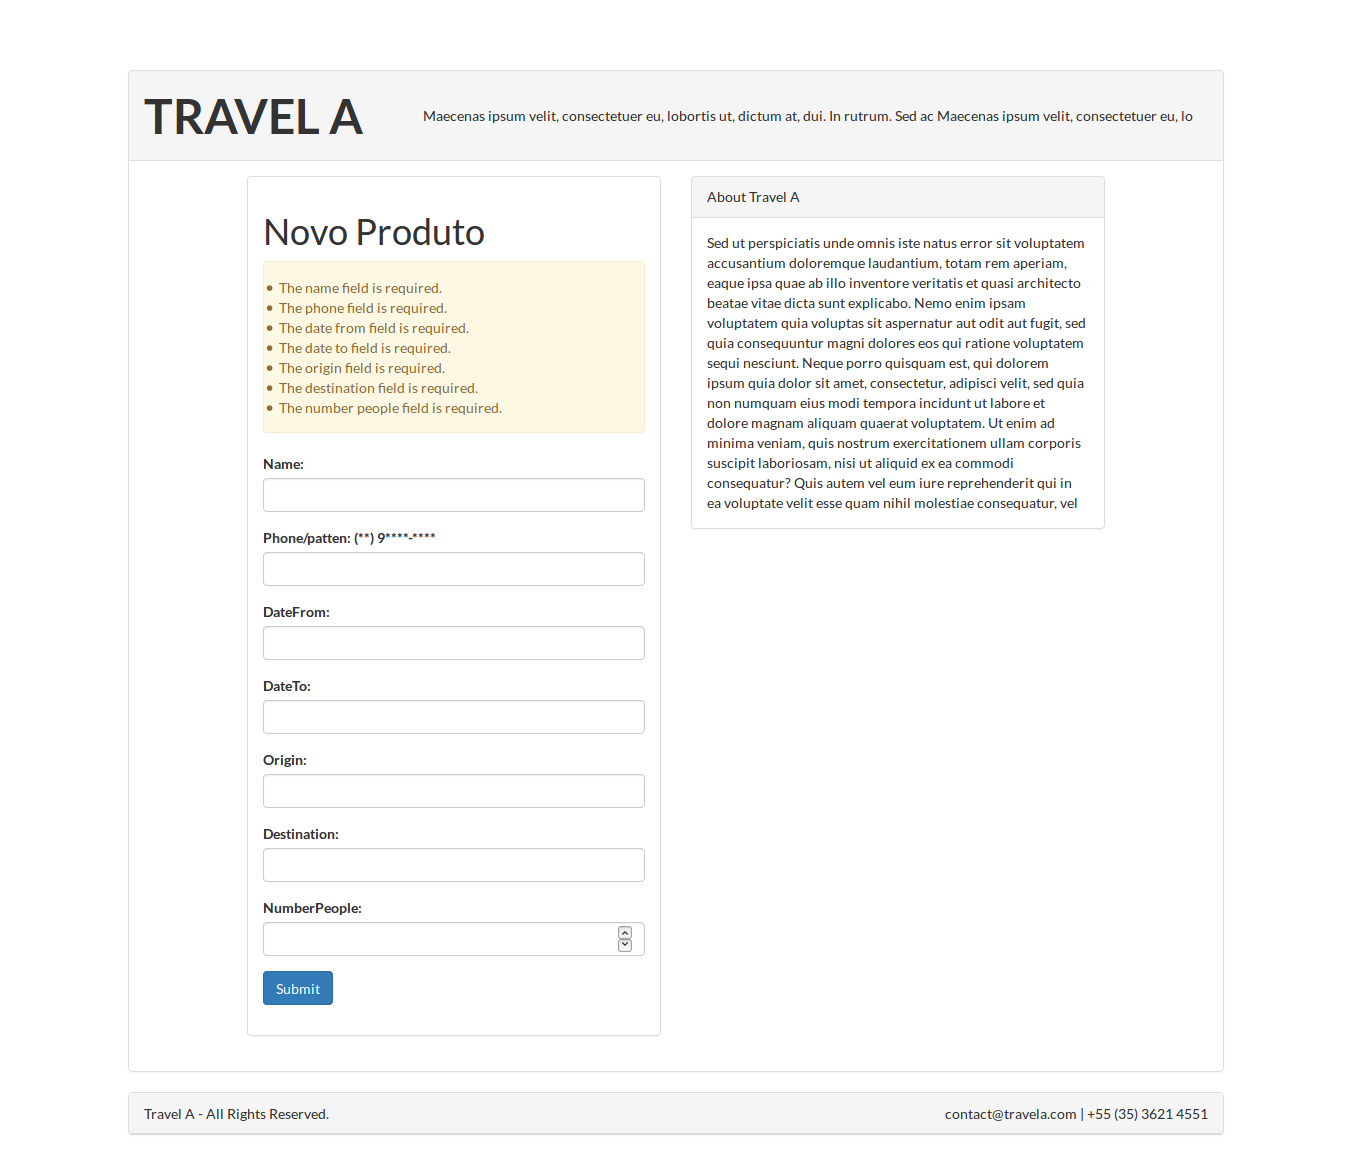 TRAVEL A
Maecenas ipsum velit, consectetuer eu, lobortis ut, dictum at, dui. In rutrum. Sed ac Maecenas ipsum velit, consectetuer eu, lo
Novo Produto
The name field is required.
The phone field is required.
The date from field is required.
The date to field is required.
The origin field is required.
The destination field is required.
The number people field is required.
Name:
Phone/patten: (**) 9****-****
DateFrom:
DateTo:
Origin:
Destination:
NumberPeople:
Submit
About Travel A
Sed ut perspiciatis unde omnis iste natus error sit voluptatem
accusantium doloremque laudantium, totam rem aperiam,
eaque ipsa quae ab illo inventore veritatis et quasi architecto
beatae vitae dicta sunt explicabo. Nemo enim ipsam
voluptatem quia voluptas sit aspernatur aut odit aut fugit, sed
quia consequuntur magni dolores eos qui ratione voluptatem
sequi nesciunt. Neque porro quisquam est, qui dolorem
ipsum quia dolor sit amet, consectetur, adipisci velit, sed quia
non numquam eius modi tempora incidunt ut labore et
dolore magnam aliquam quaerat voluptatem. Ut enim ad
minima veniam, quis nostrum exercitationem ullam corporis
suscipit laboriosam, nisi ut aliquid ex ea commodi
consequatur? Quis autem vel eum iure reprehenderit qui in
ea voluptate velit esse quam nihil molestiae consequatur, vel
Travel A - All Rights Reserved.
contact@travela.com | +55 (35) 3621 4551